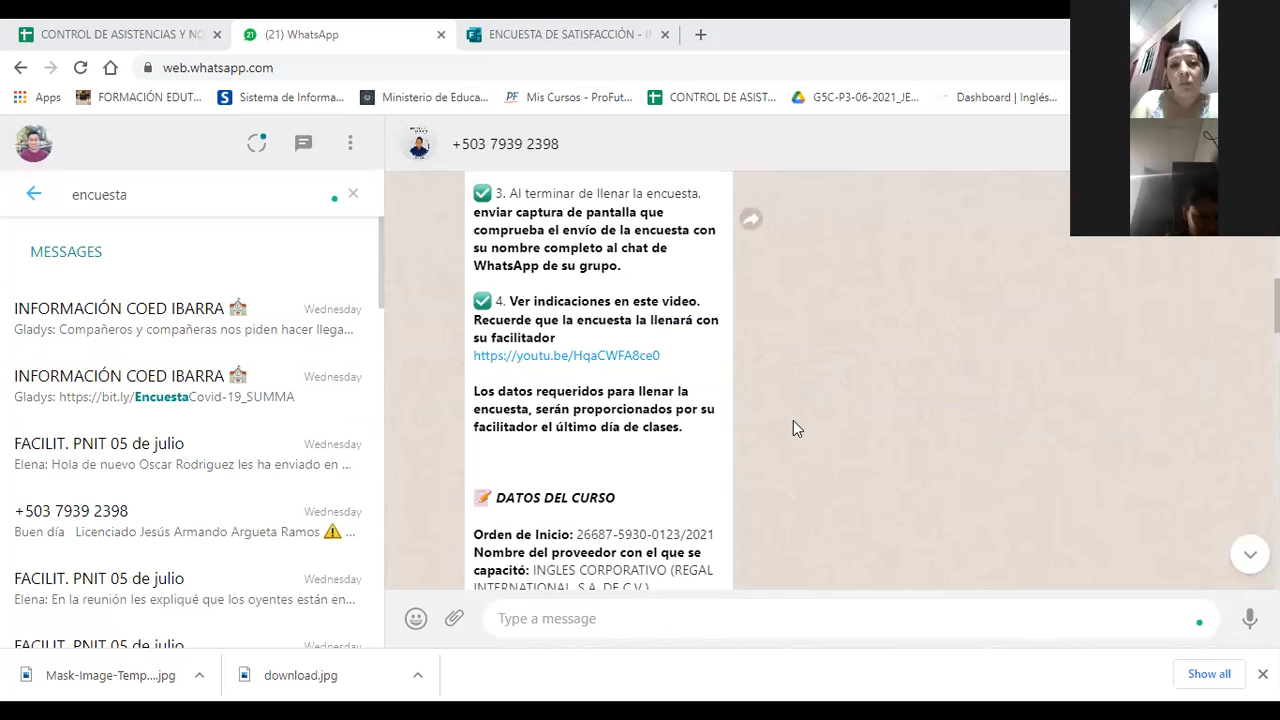 CONTROL DE ASISTENCIAS Y NO
(21) WhatsApp
ENCUESTA DE SATISFACCIÓN - I
web.whatsapp.com
Apps
FORMACIÓN EDUT...
Sistema de Informa...
Ministerio de Educa...
Mis Cursos - ProFut...
CONTROL DE ASIST...
G5C-P3-06-2021_JE...
Dashboard | Inglés...
+503 7939 2398
encuesta
MESSAGES
INFORMACIÓN COED IBARRA
Wednesday
Gladys: Compañeros y compañeras nos piden hacer llega...
INFORMACIÓN COED IBARRA
Wednesday
Gladys: https://bit.ly/EncuestaCovid-19_SUMMA
FACILIT. PNIT 05 de julio
Wednesday
Elena: Hola de nuevo Oscar Rodriguez les ha enviado en ...
+503 7939 2398
Wednesday
Buen día Licenciado Jesús Armando Argueta Ramos ⚠️ ...
FACILIT. PNIT 05 de julio
Wednesday
Elena: En la reunión les expliqué que los oyentes están en...
FACILIT. PNIT 05 de julio
Wednesday
✅ 3. Al terminar de llenar la encuesta,
enviar captura de pantalla que
comprueba el envío de la encuesta con
su nombre completo al chat de
WhatsApp de su grupo.
✅ 4. Ver indicaciones en este video.
Recuerde que la encuesta la llenará con
su facilitador
https://youtu.be/HqaCWFA8ce0
Los datos requeridos para llenar la
encuesta, serán proporcionados por su
facilitador el último día de clases.
DATOS DEL CURSO
Orden de Inicio: 26687-5930-0123/2021
Nombre del proveedor con el que se
capacitó: INGLES CORPORATIVO (REGAL
INTERNATIONAL, S.A. DE C.V.)
Type a message
Mask-Image-Temp....jpg
download.jpg
Show all